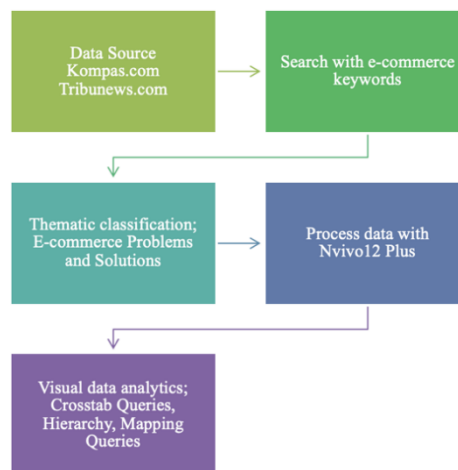 Data Source
Kompas.com
Tribunews.com
Search with e-commerce
keywords
Thematic classification;
E-commerce Problems
and Solutions
Process data with
Nvivo12 Plus
Visual data analytics;
Crosstab Queries,
Hierarchy, Mapping
Queries